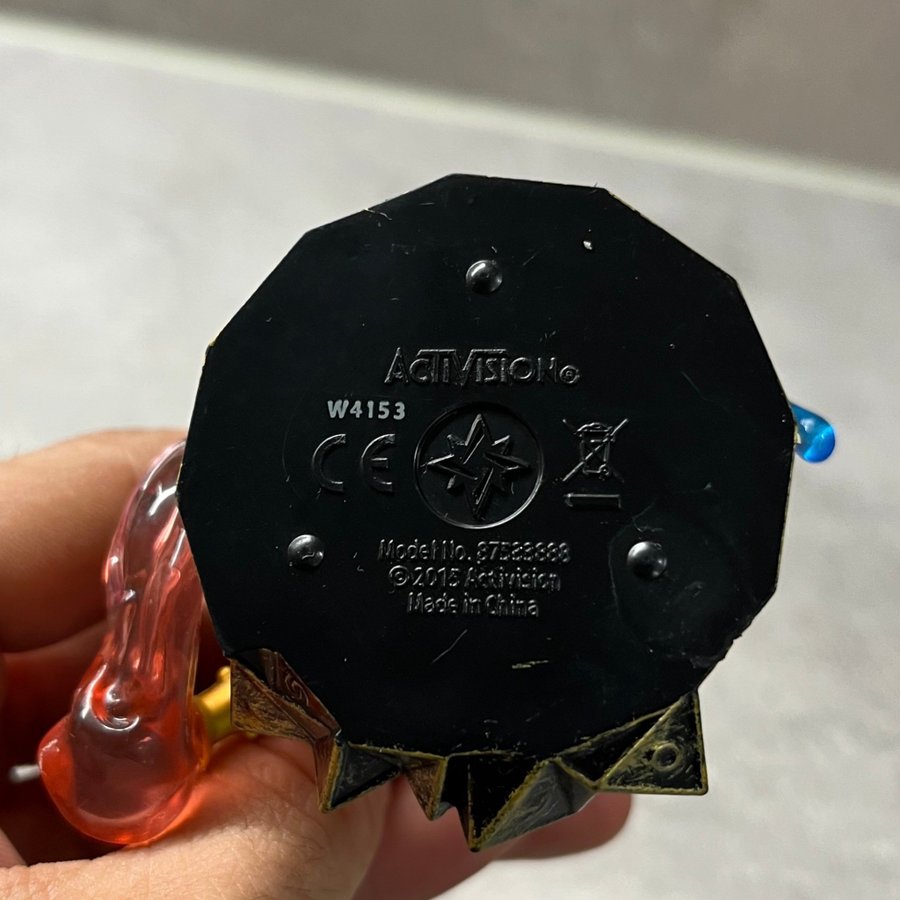 ACTIVISION®
W4153
CE
Model No. 87533888
© 2015 Activision
Made in China